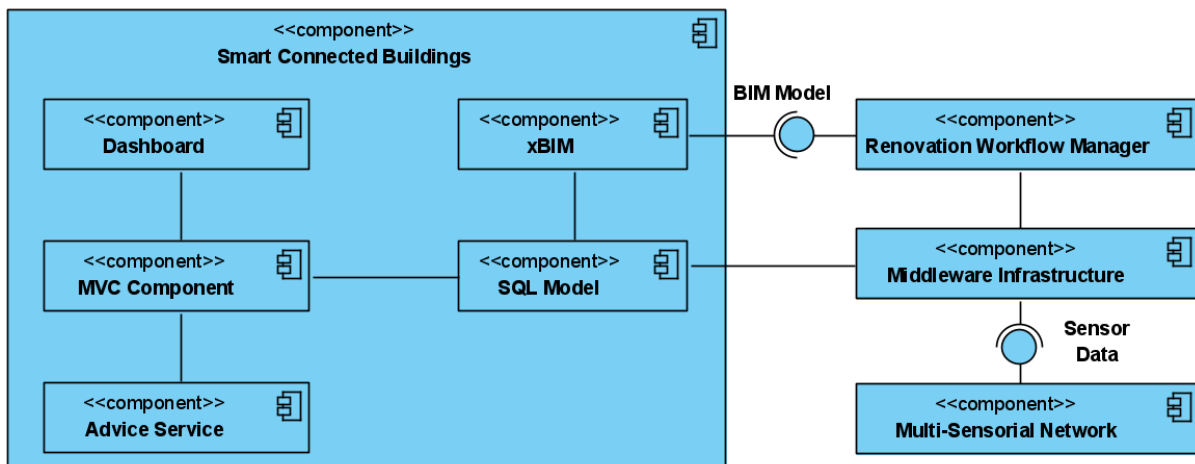 <<component>>
Smart Connected Buildings
<<component>>
Dashboard
<<component>>
xBIM
BIM Model
<<component>>
Renovation Workflow Manager
<<component>>
MVC Component
<<component>>
SQL Model
<<component>>
Middleware Infrastructure
Sensor
Data
<<component>>
Advice Service
<<component>>
Multi-Sensorial Network